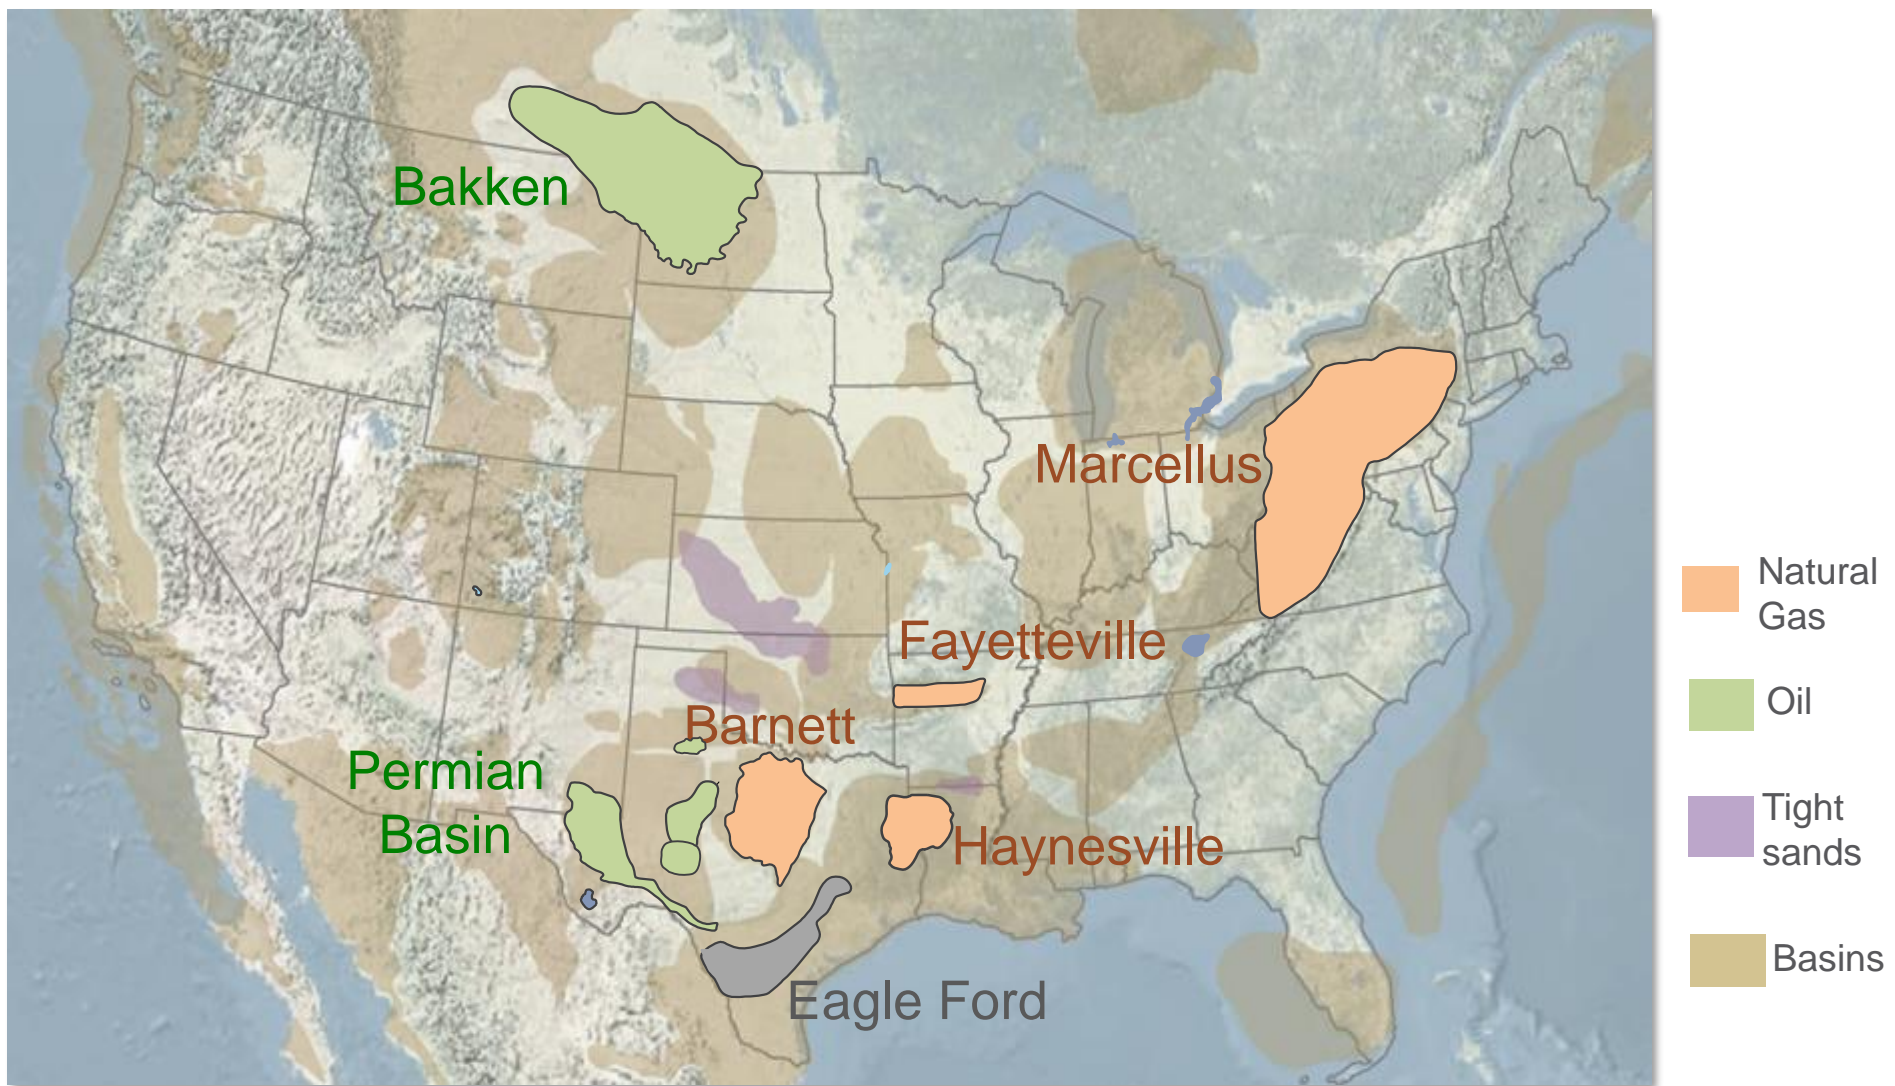 Bakken
Marcellus
Fayetteville
Barnett
Permian
Basin
Haynesville
Eagle Ford
Natural
Gas
Oil
Tight
sands
Basins